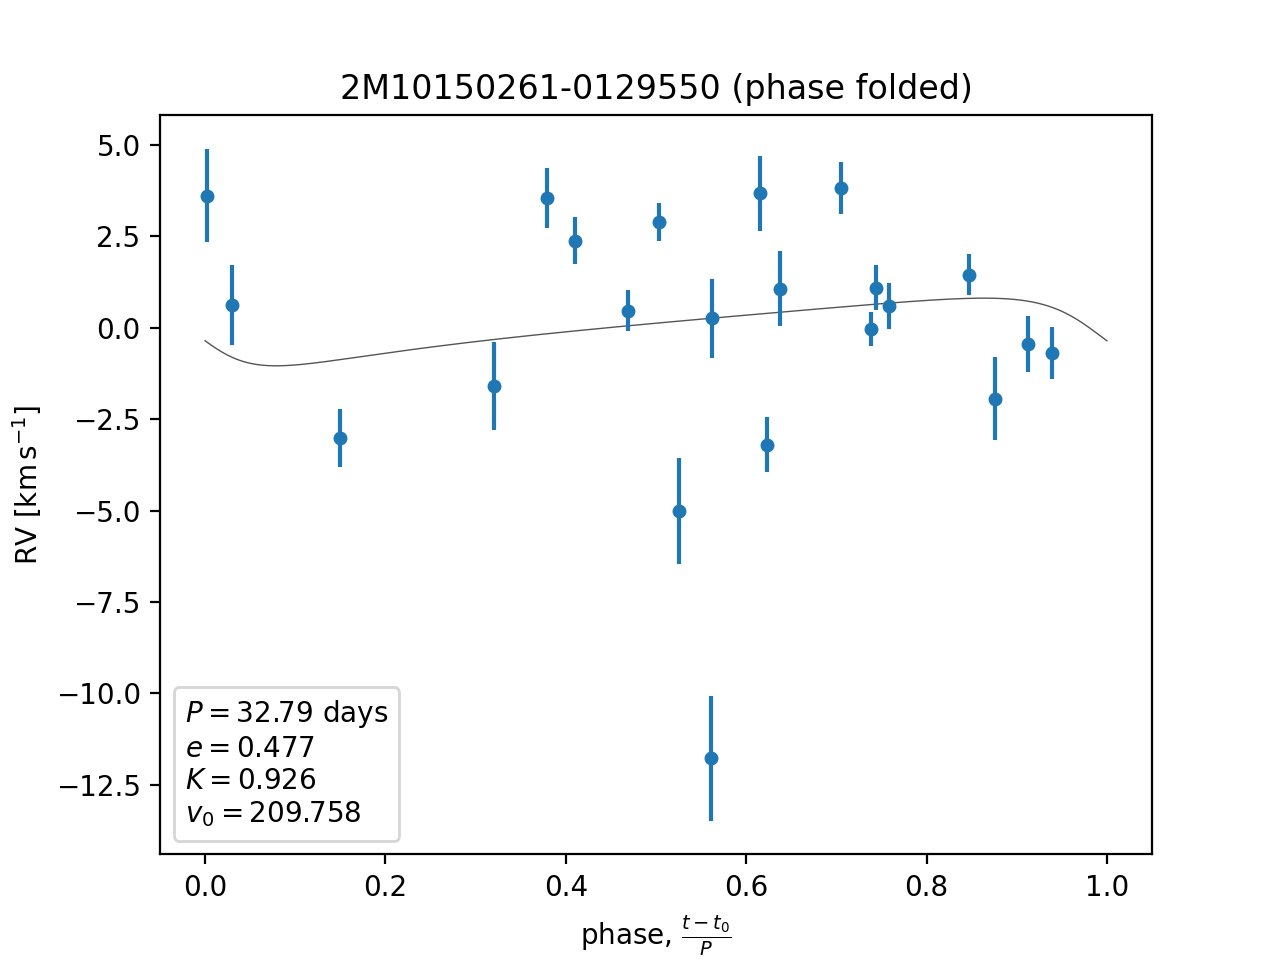 2M10150261-0129550 (phase folded)
5.0
2.5
0.0
−2.5
−5.0
−7.5
−10.0
−12.5
RV [km s⁻¹]
P = 32.79 days
e = 0.477
K = 0.926
v₀ = 209.758
0.0 0.2 0.4 0.6 0.8 1.0
phase, (t − t₀)/P